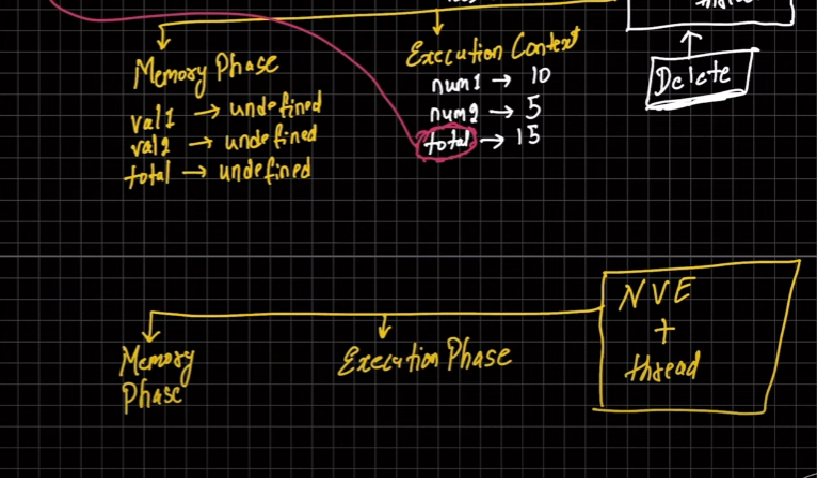 Execution Context
Memory Phase
num1 → 10
Delete
val1 → undefined
num2 → 5
val2 → undefined
total → 15
total → undefined
NVE
+
thread
Memory
Phase
Execution Phase